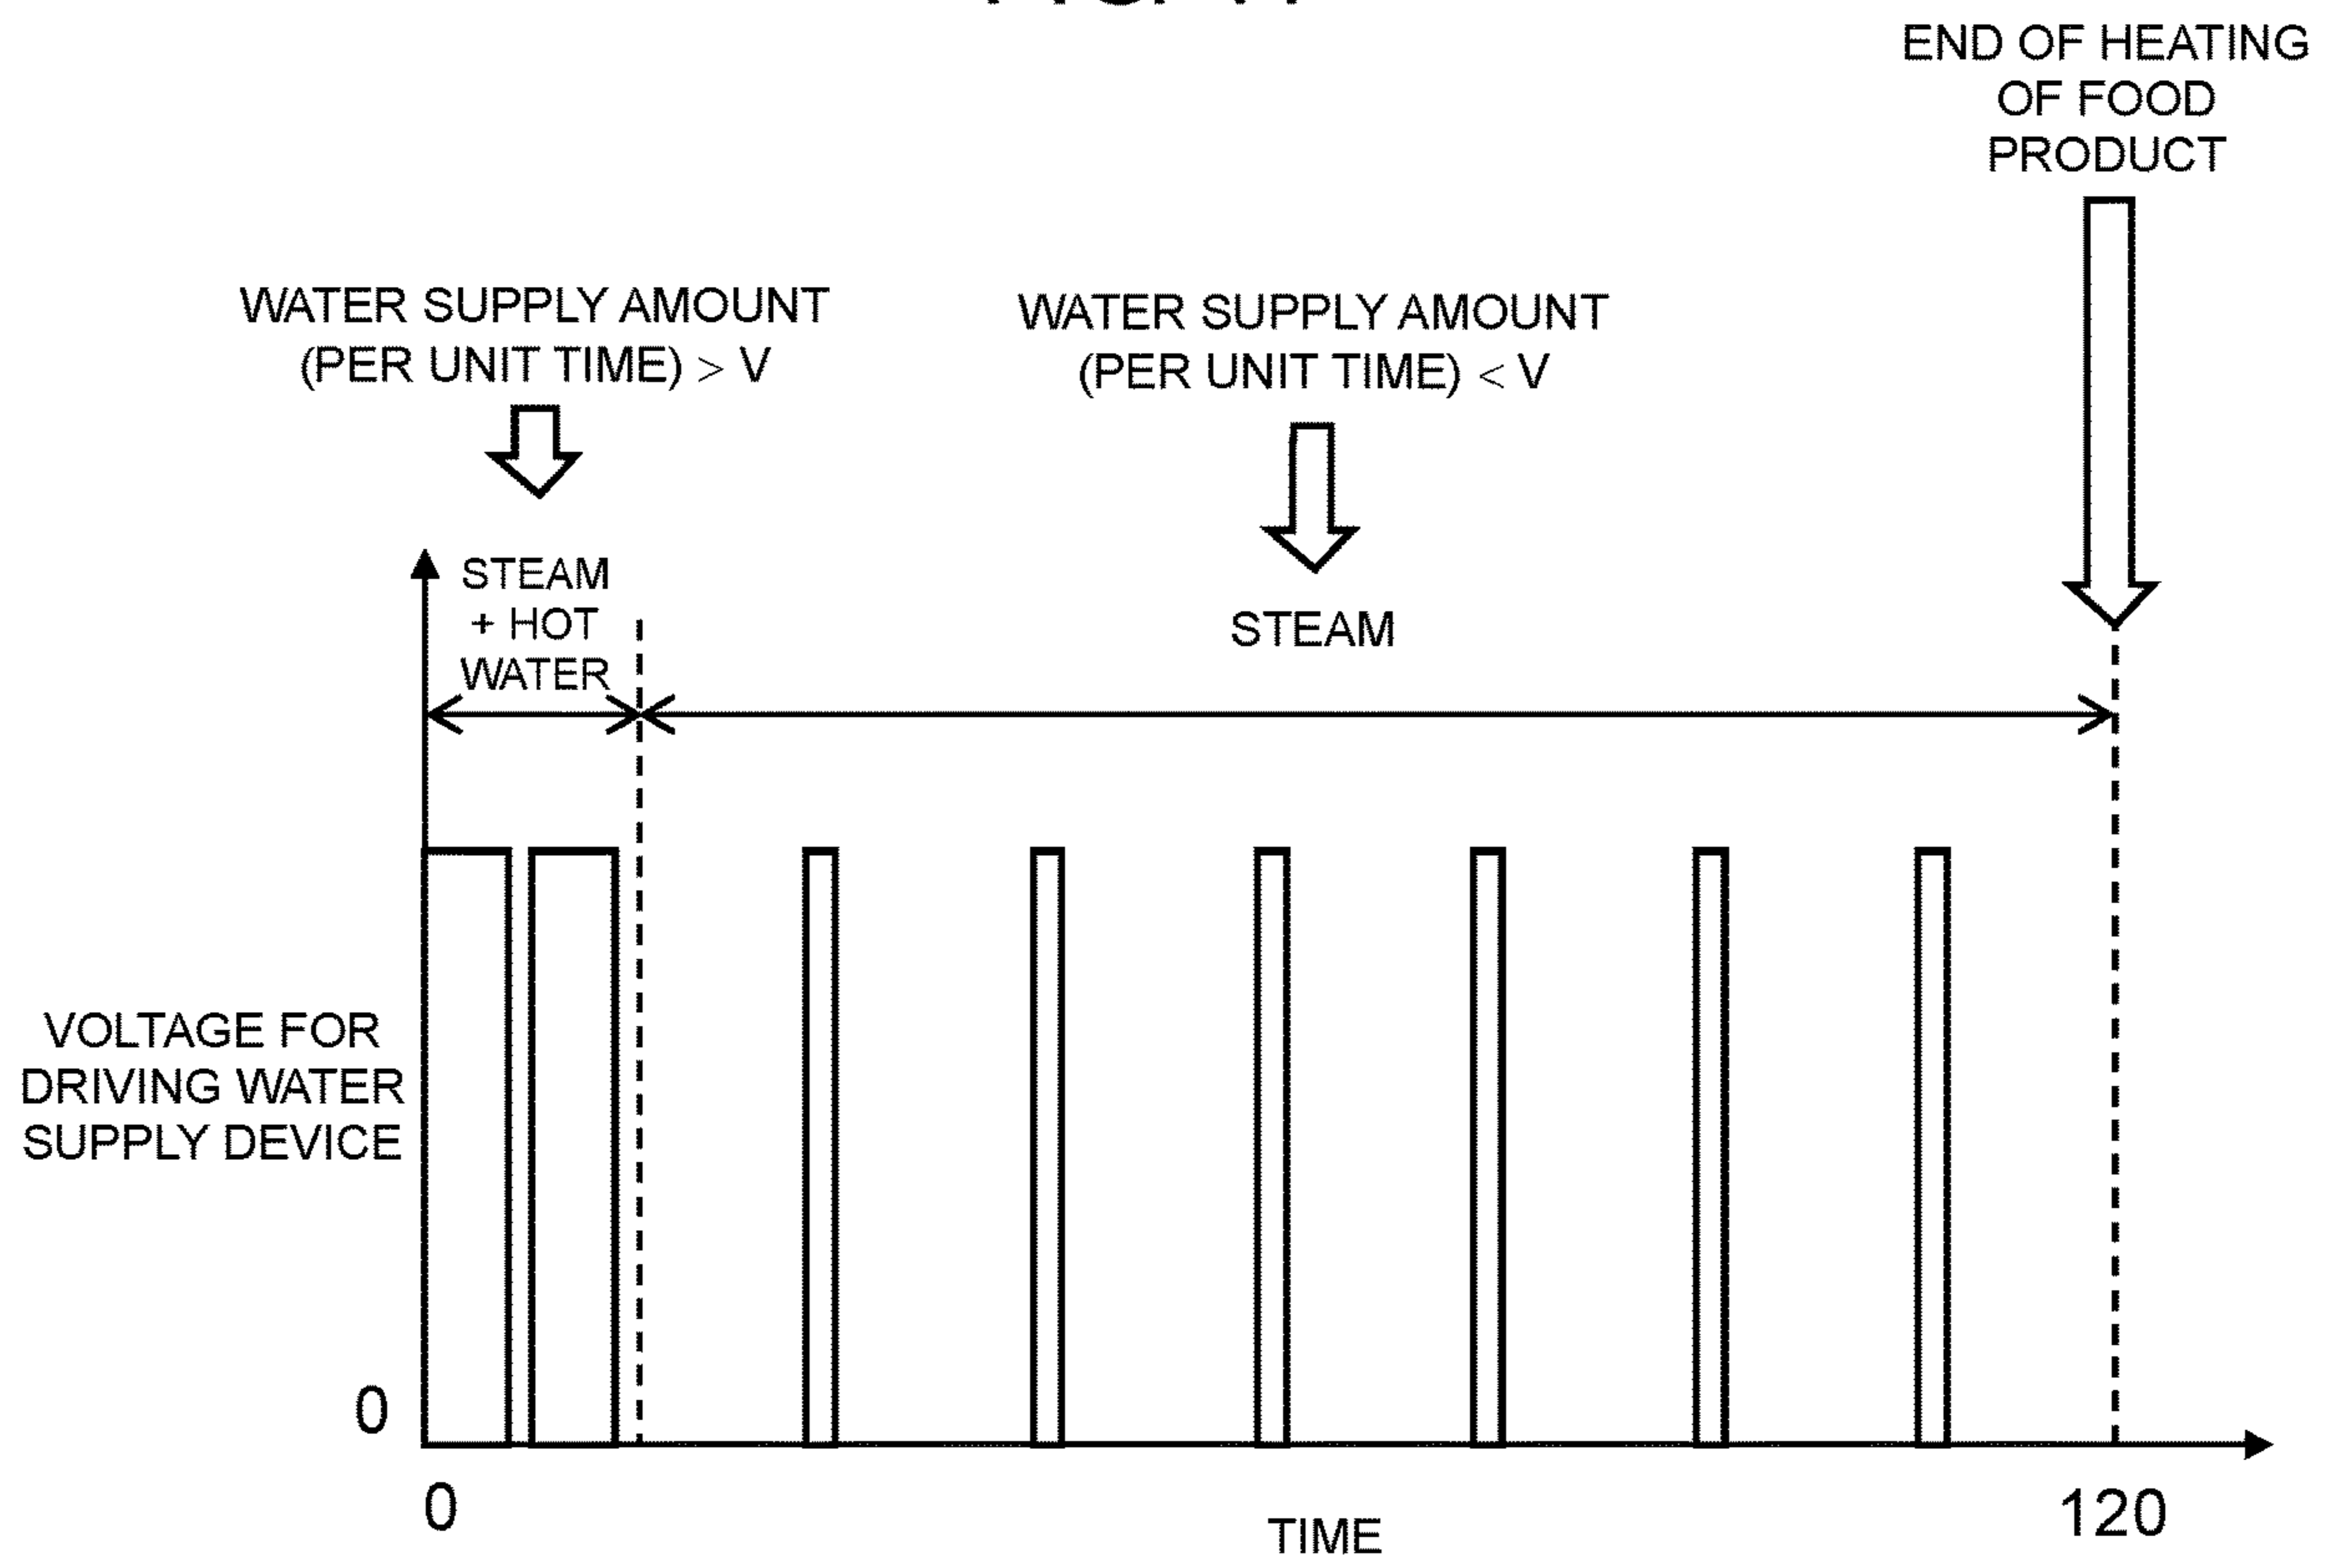 END OF HEATING
OF FOOD
PRODUCT
WATER SUPPLY AMOUNT
(PER UNIT TIME) > V
WATER SUPPLY AMOUNT
(PER UNIT TIME) < V
STEAM
+ HOT
WATER
STEAM
VOLTAGE FOR
DRIVING WATER
SUPPLY DEVICE
0
0
TIME
120